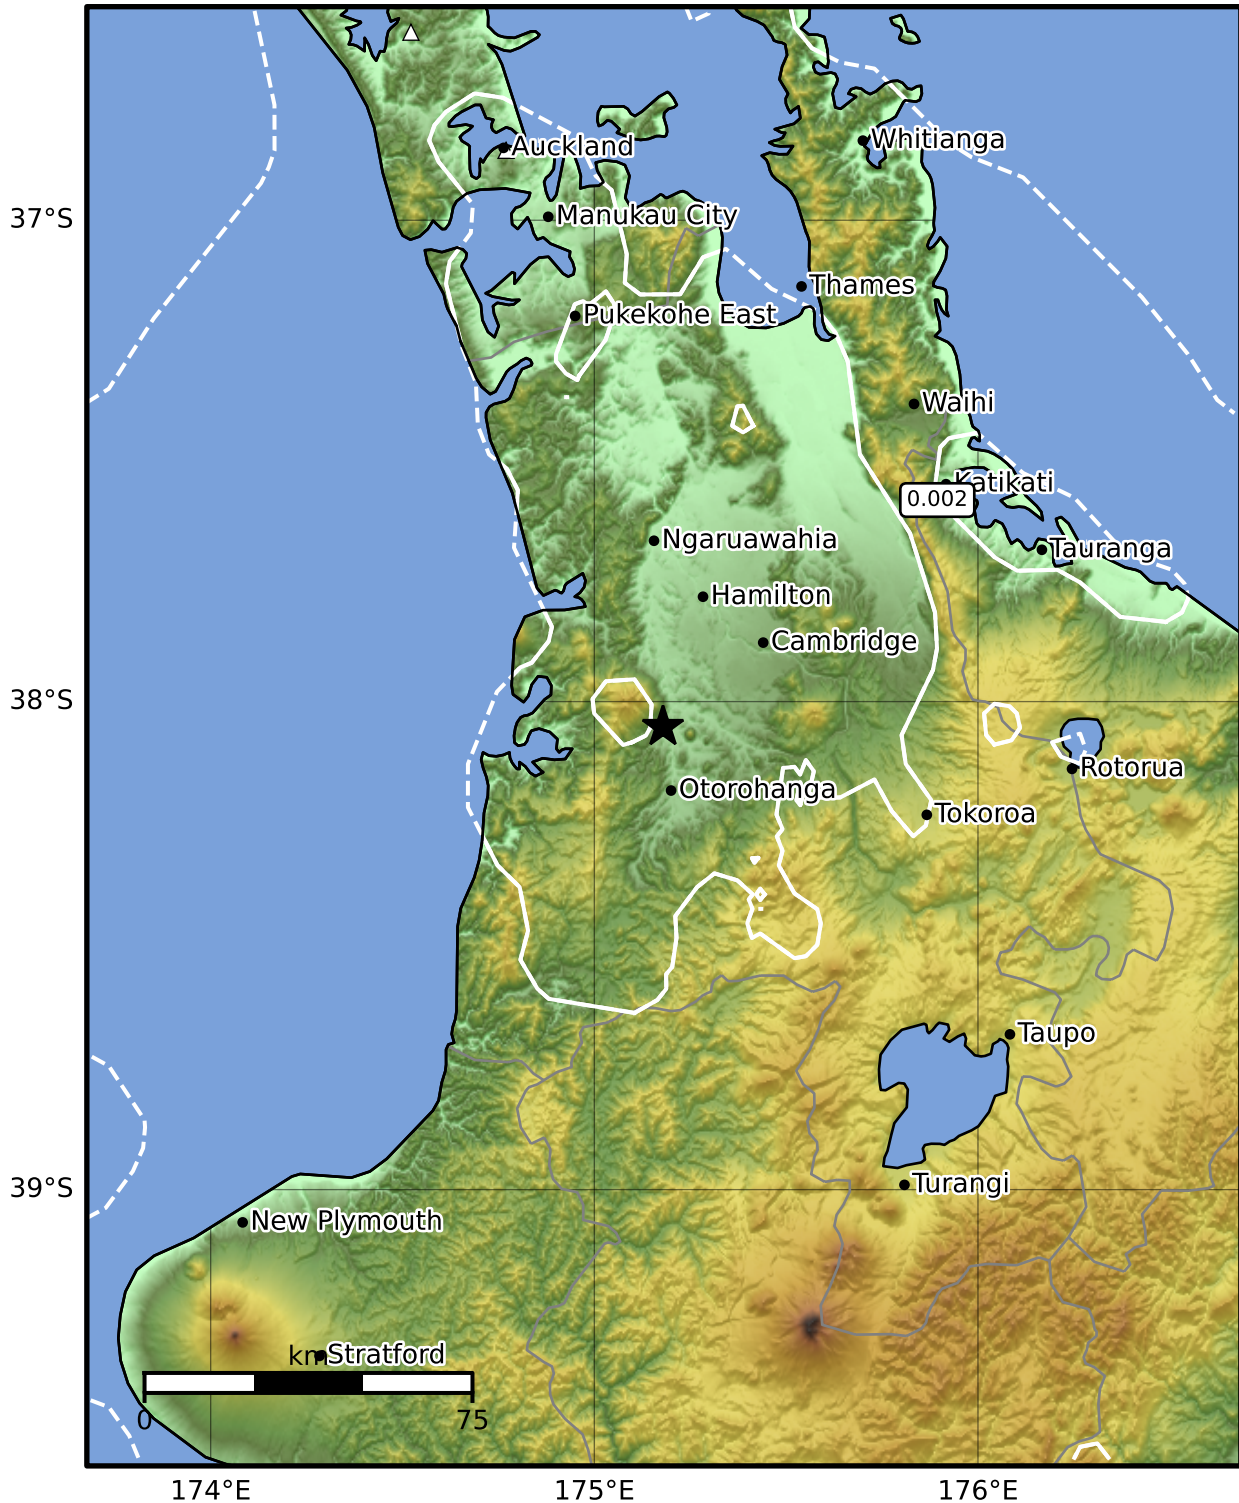 Auckland
Whitianga
Manukau City
37°S
Thames
Pukekohe East
Waihi
Katikati
0.002
Ngaruawahia
Tauranga
Hamilton
Cambridge
38°S
Rotorua
Otorohanga
Tokoroa
Taupo
39°S
Turangi
New Plymouth
km
Stratford
0 75
174°E 175°E 176°E